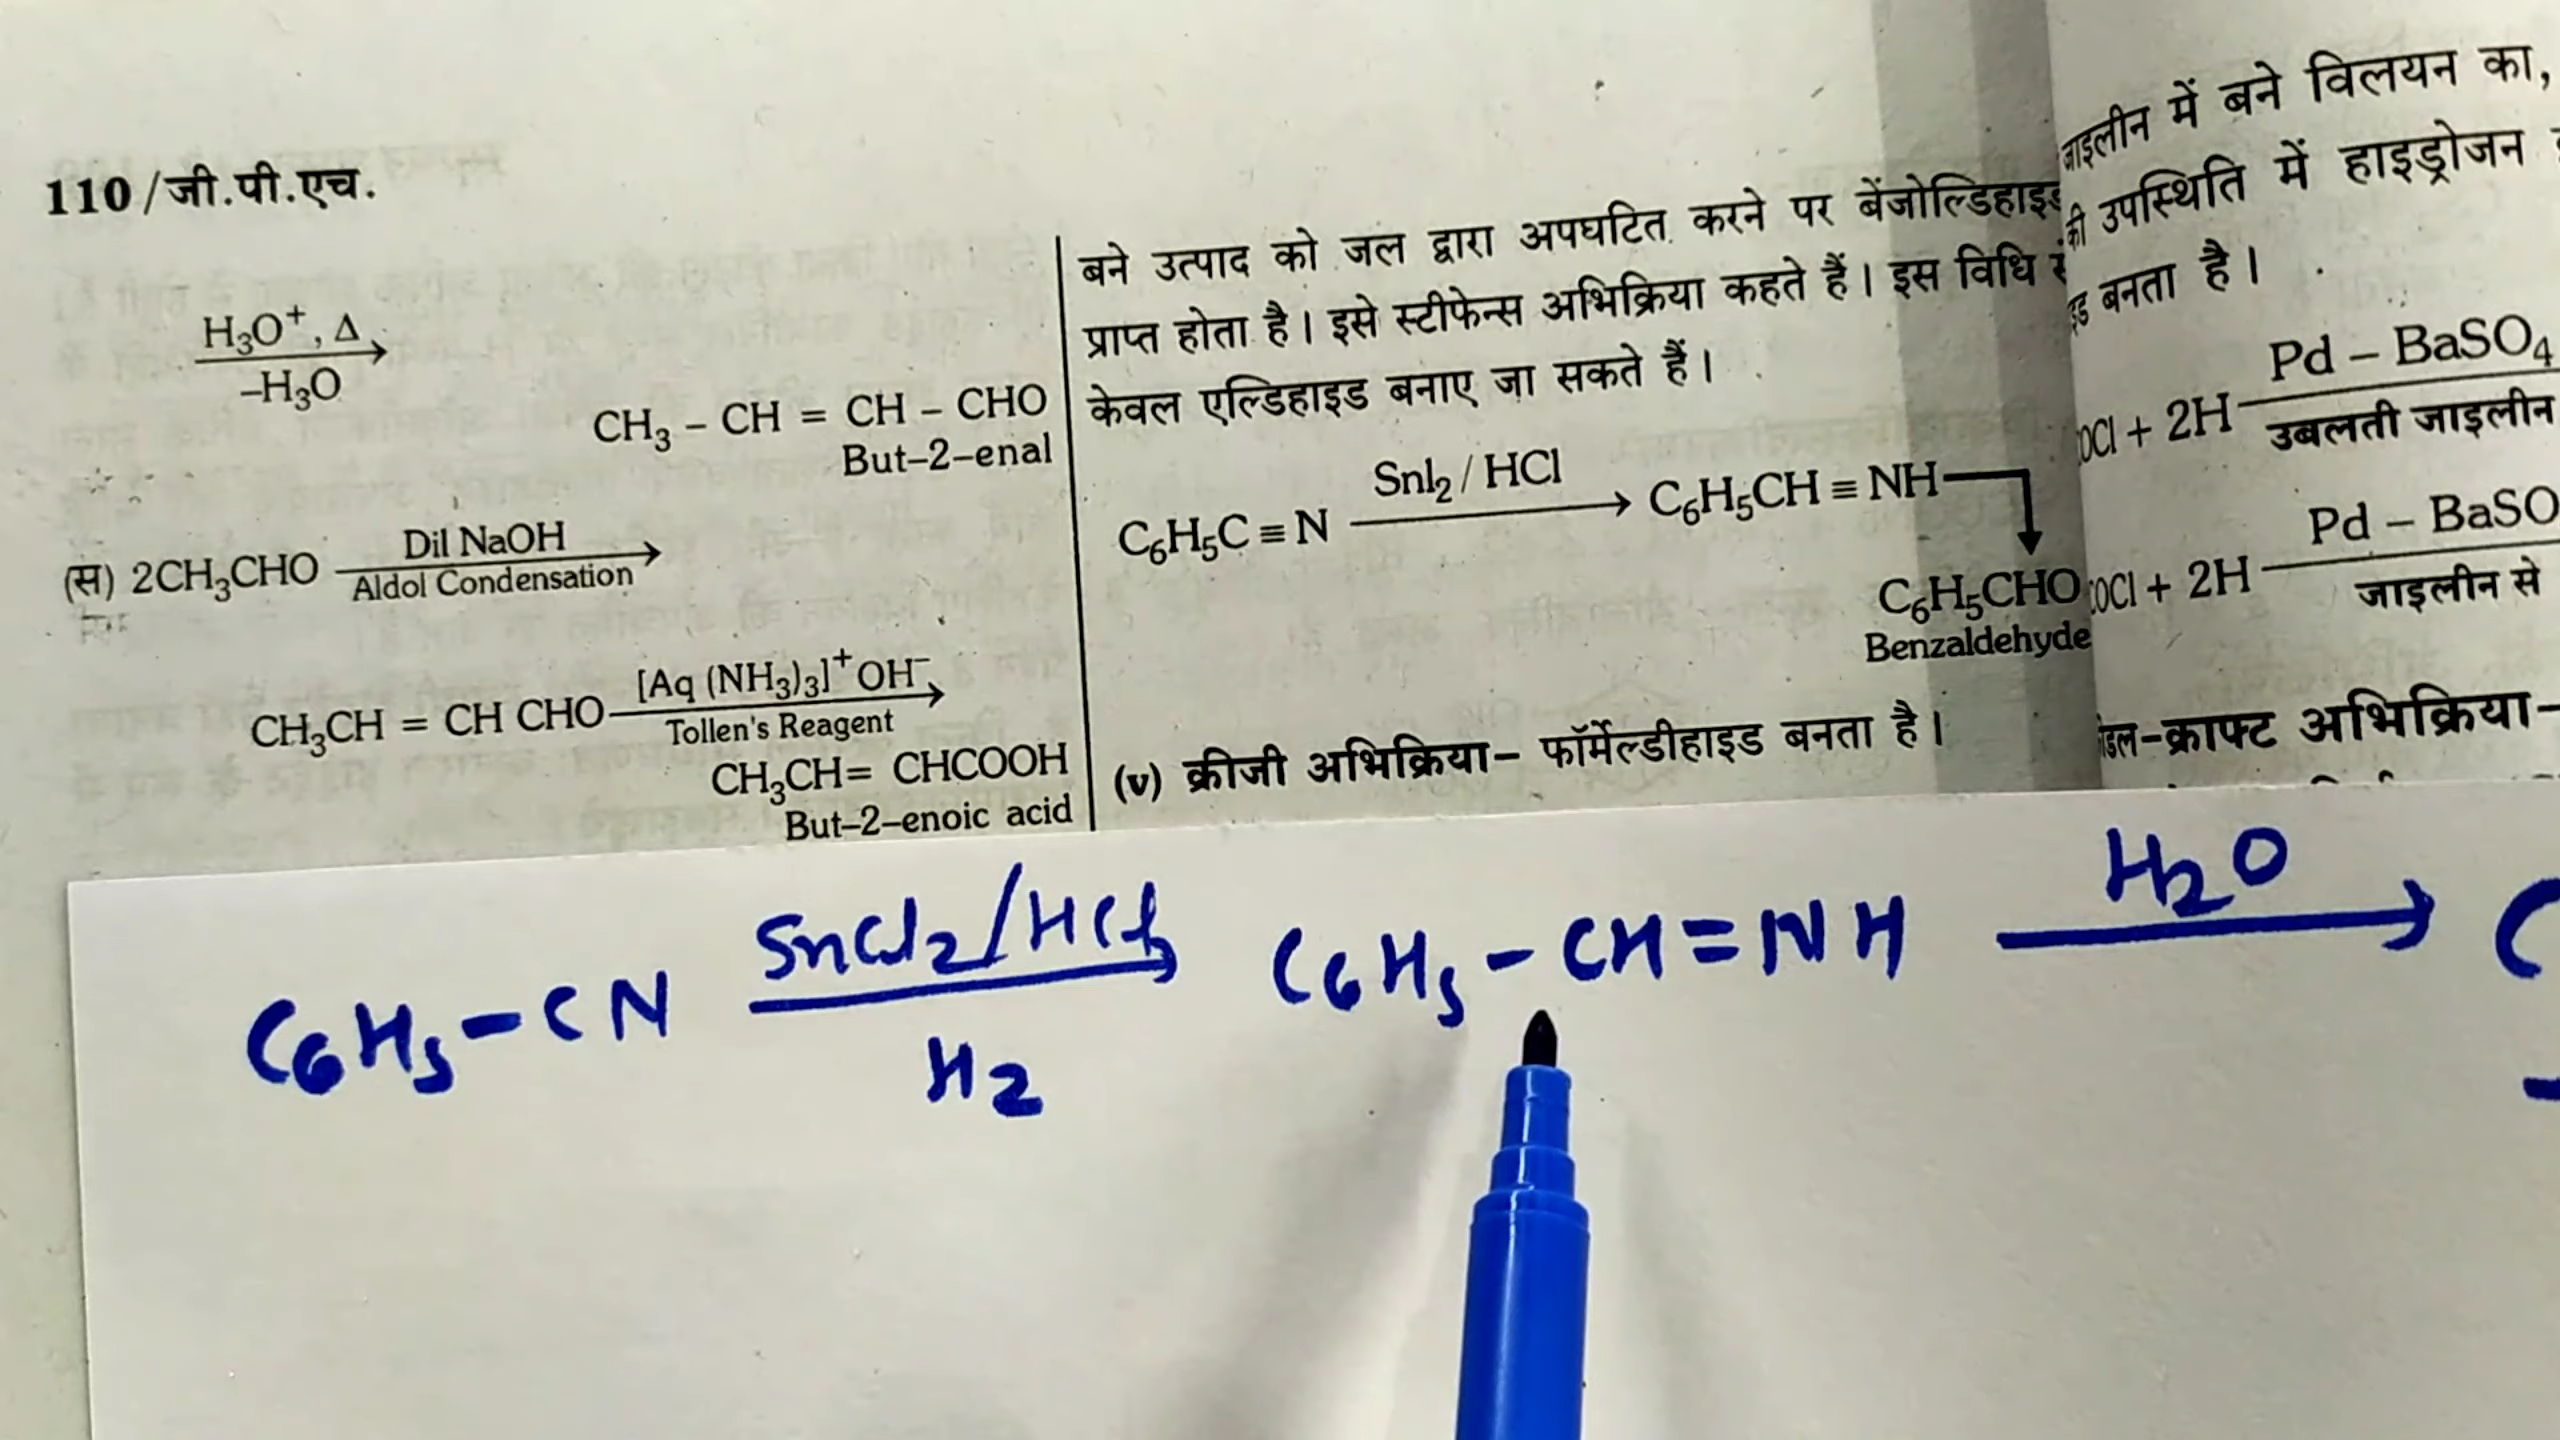 110/जी.पी.एच.
H₃O⁺, Δ
–H₃O
CH₃ – CH = CH – CHO
But–2–enal
(स) 2CH₃CHO
Dil NaOH
Aldol Condensation
CH₃CH = CH CHO
[Aq (NH₃)₃]⁺OH⁻
Tollen's Reagent
CH₃CH= CHCOOH
But–2–enoic acid
बने उत्पाद को जल द्वारा अपघटित करने पर बेंजोल्डिहाइड
प्राप्त होता है। इसे स्टीफेन्स अभिक्रिया कहते हैं। इस विधि
केवल एल्डिहाइड बनाए जा सकते हैं।
C₆H₅C ≡ N
SnI₂ / HCl
→ C₆H₅CH ≡ NH
C₆H₅CHO
Benzaldehyde
(v) क्रीजी अभिक्रिया– फॉर्मेल्डीहाइड बनता है।
में बने विलयन का,
की उपस्थिति में हाइड्रोजन
बनता है।
OCl + 2H
Pd – BaSO₄
उबलती जाइलीन
OCl + 2H
Pd – BaSO
जाइलीन से
क्राफ्ट अभिक्रिया–
C₆H₅–CN
SnCl₂/HCl
H₂
C₆H₅–CH=NH
H₂O
C